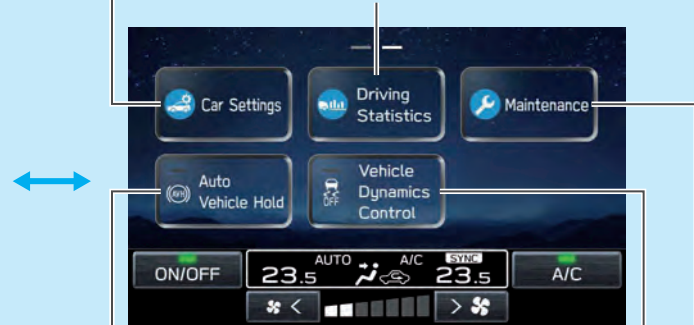 Car Settings
Driving
Statistics
Maintenance
(AVH)
Auto
Vehicle Hold
OFF
Vehicle
Dynamics
Control
ON/OFF
AUTO
A/C
SYNC
23.5
23.5
A/C
<
>